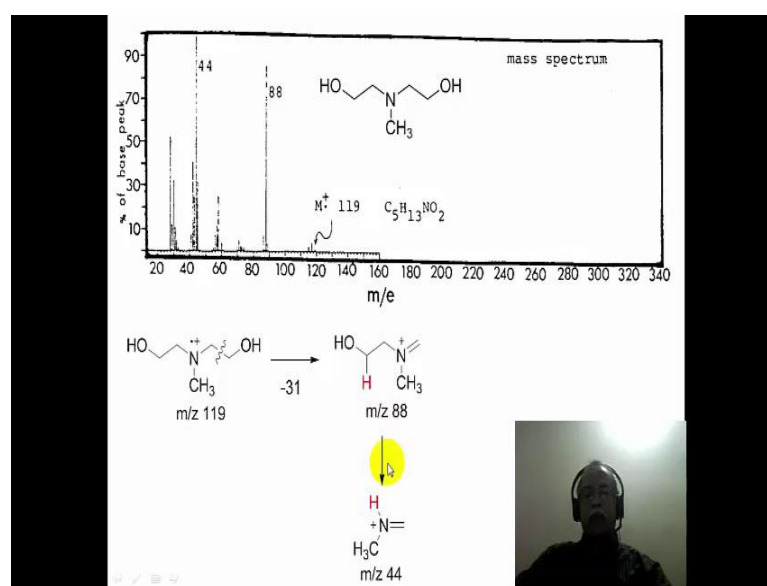 mass spectrum
% of base peak
90
70
50
30
10
44
88
HO
OH
N
CH₃
M⁺· 119 C₅H₁₃NO₂
20 40 60 80 100 120 140 160 180 200 220 240 260 280 300 320 340
m/e
HO N·+ OH
CH₃
m/z 119
-31
HO N+
H CH₃
m/z 88
H
+N=
H₃C
m/z 44